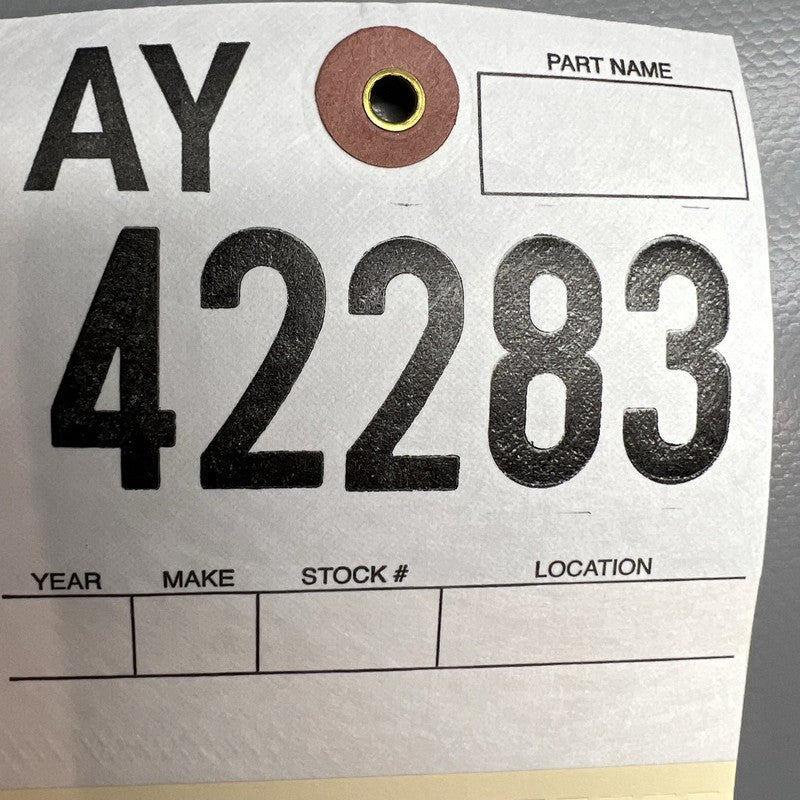 AY
PART NAME
42283
YEAR MAKE STOCK # LOCATION